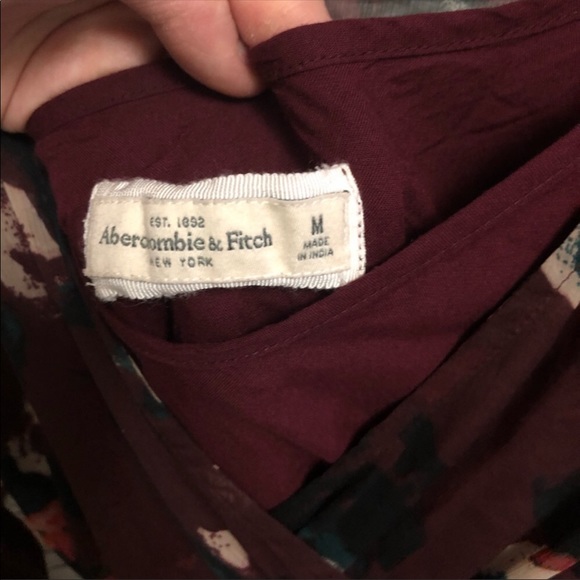 EST. 1892
Abercrombie & Fitch
NEW YORK
M
MADE
IN INDIA